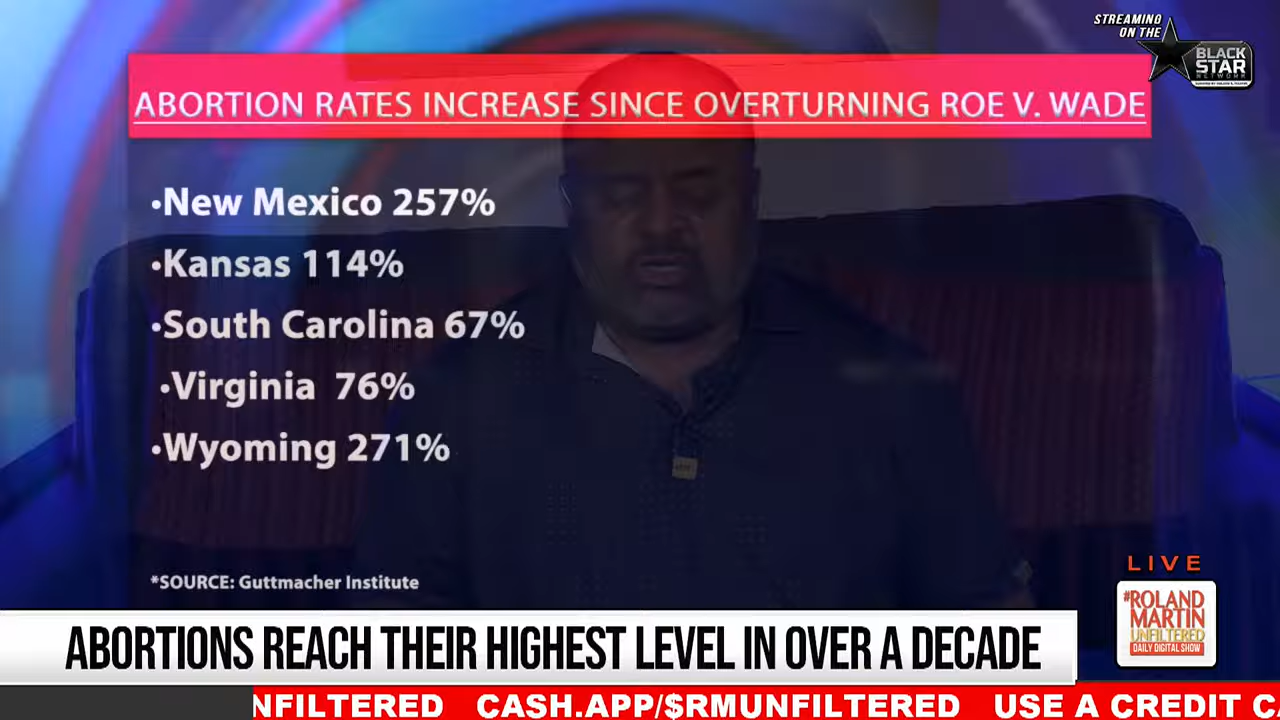 STREAMING
ON THE
BLACK
STAR
NETWORK
ABORTION RATES INCREASE SINCE OVERTURNING ROE V. WADE
•New Mexico 257%
•Kansas 114%
•South Carolina 67%
•Virginia 76%
•Wyoming 271%
*SOURCE: Guttmacher Institute
LIVE
#ROLAND
MARTIN
UNFILTERED
DAILY DIGITAL SHOW
ABORTIONS REACH THEIR HIGHEST LEVEL IN OVER A DECADE
NFILTERED CASH.APP/$RMUNFILTERED USE A CREDIT C